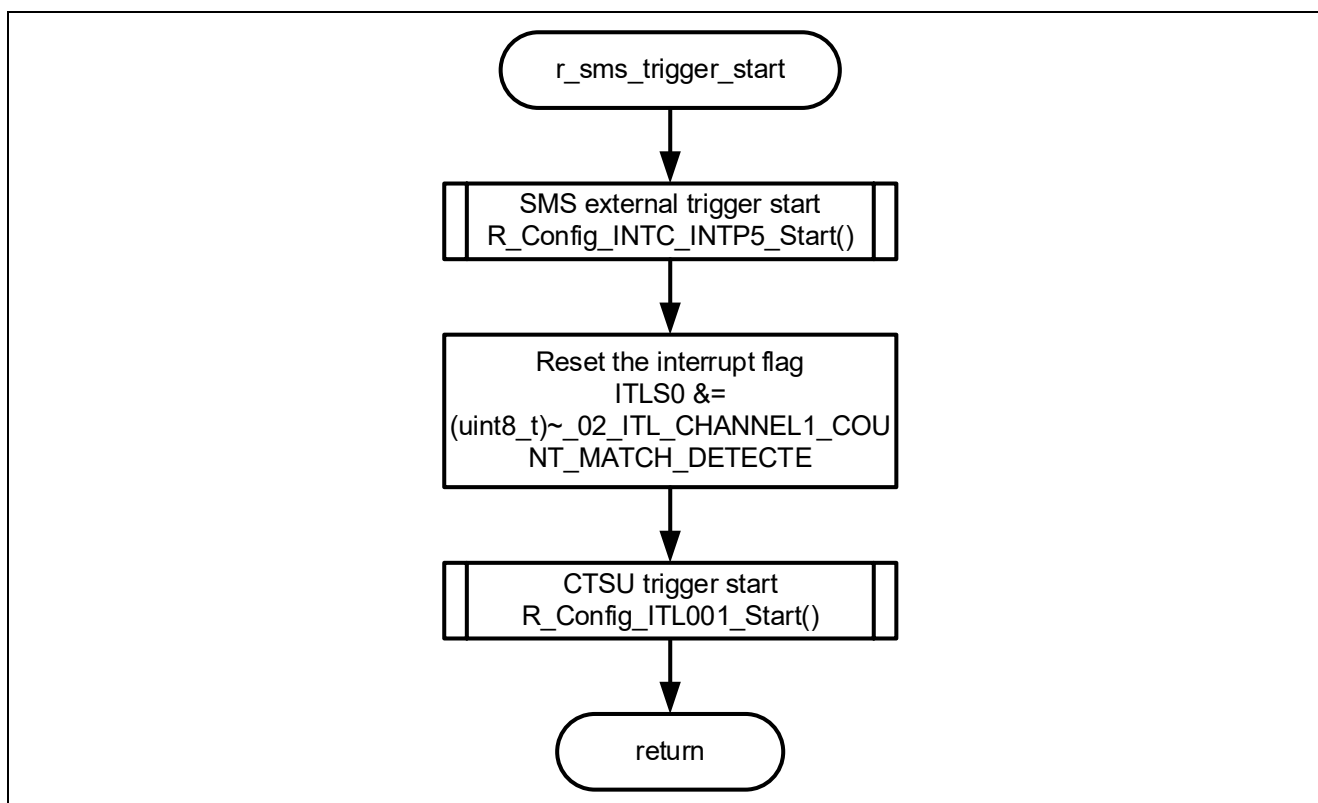 r_sms_trigger_start
SMS external trigger start
R_Config_INTC_INTP5_Start()
Reset the interrupt flag
ITLS0 &=
(uint8_t)~_02_ITL_CHANNEL1_COU
NT_MATCH_DETECTE
CTSU trigger start
R_Config_ITL001_Start()
return